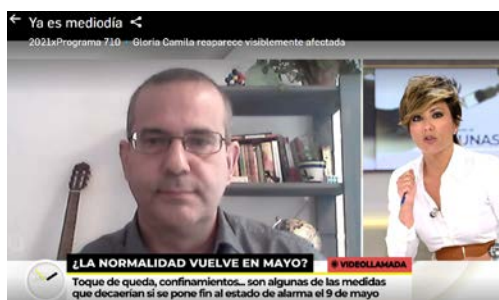 Ya es mediodía
2021xPrograma 710 - Gloria Camila reaparece visiblemente afectada
UNAS
¿LA NORMALIDAD VUELVE EN MAYO?
VIDEOLLAMADA
Toque de queda, confinamientos... son algunas de las medidas
que decaerían si se pone fin al estado de alarma el 9 de mayo